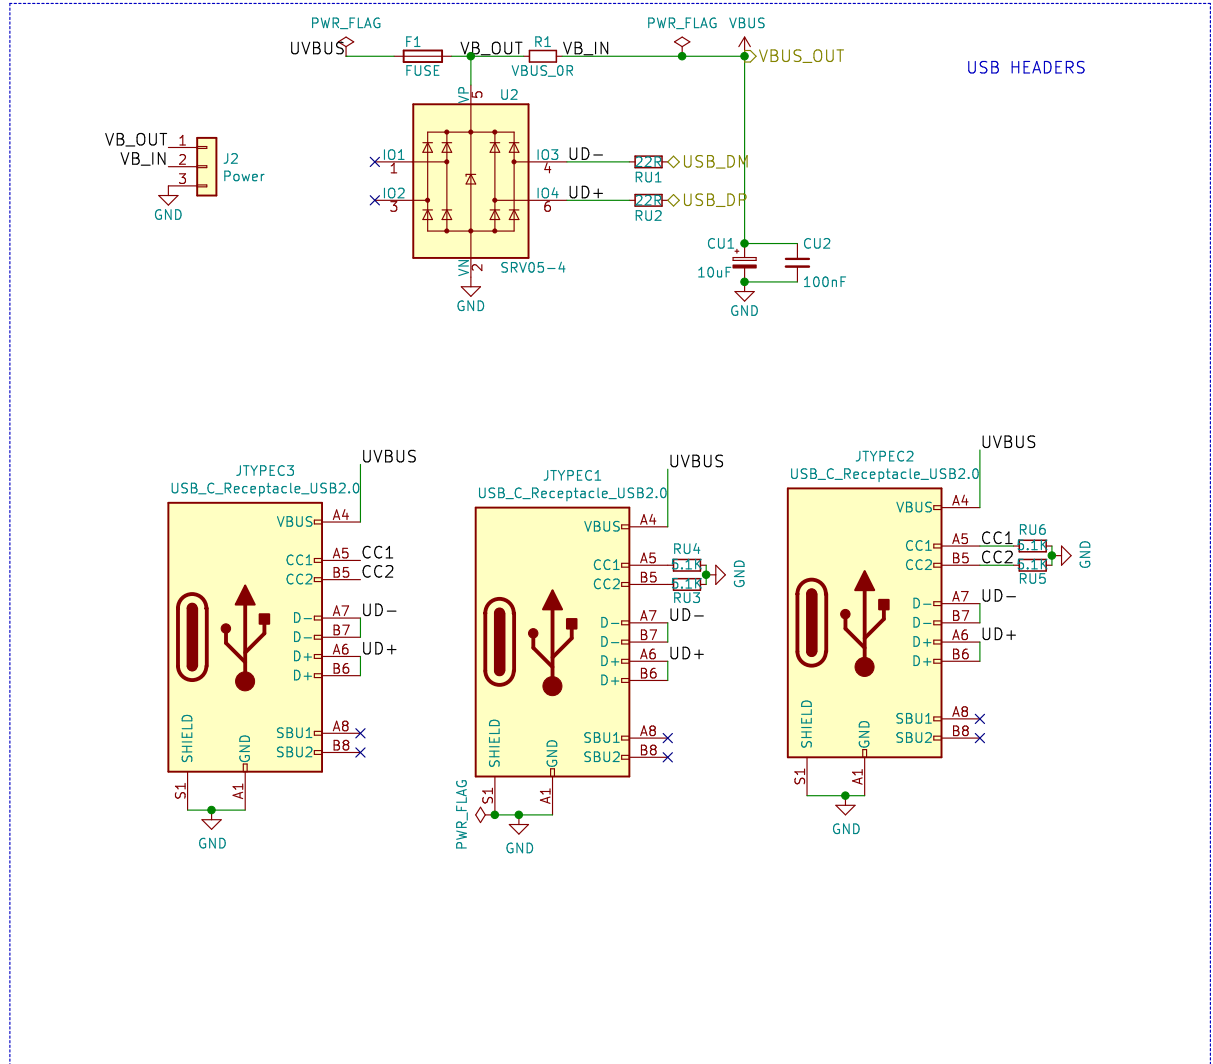 PWR_FLAG
PWR_FLAG VBUS
UVBUS F1 VB_OUT R1 VB_IN VBUS_OUT
FUSE VBUS_0R
USB HEADERS
VP 5 U2
VB_OUT 1
VB_IN 2
3
J2
Power
GND
IO1 1
IO2 3
IO3 4 UD- 22R USB_DM
RU1
IO4 6 UD+ 22R USB_DP
RU2
VN 2 SRV05-4
GND
CU1 CU2
+
10uF 100nF
GND
JTYPEC3
USB_C_Receptacle_USB2.0
UVBUS
VBUS A4
CC1 A5 CC1
CC2 B5 CC2
D- A7 UD-
D- B7
D+ A6 UD+
D+ B6
SBU1 A8
SBU2 B8
SHIELD GND
S1 A1
GND
JTYPEC1
USB_C_Receptacle_USB2.0
UVBUS
VBUS A4
RU4
CC1 A5 5.1K
CC2 B5 5.1K
RU3
GND
D- A7 UD-
D- B7
D+ A6 UD+
D+ B6
SBU1 A8
SBU2 B8
SHIELD GND
S1 A1
PWR_FLAG
GND
JTYPEC2
USB_C_Receptacle_USB2.0
UVBUS
VBUS A4
RU6
CC1 A5 CC1 5.1K
CC2 B5 CC2 5.1K
RU5
GND
D- A7 UD-
D- B7
D+ A6 UD+
D+ B6
SBU1 A8
SBU2 B8
SHIELD GND
S1 A1
GND